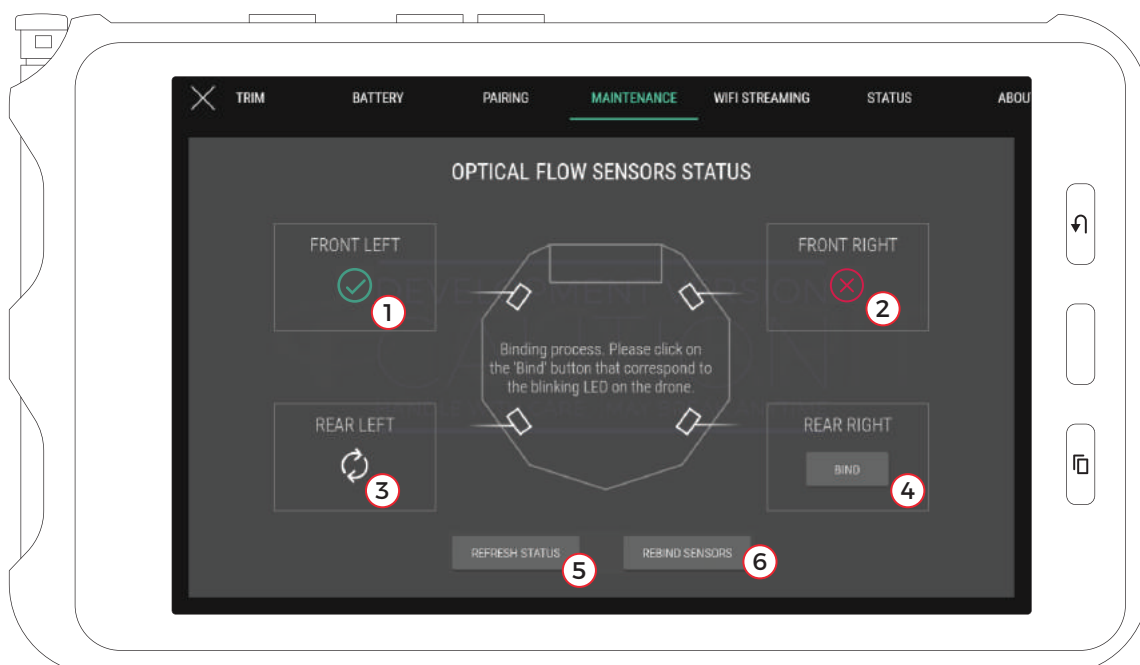 TRIM BATTERY PAIRING MAINTENANCE WIFI STREAMING STATUS ABOU
OPTICAL FLOW SENSORS STATUS
FRONT LEFT
1
FRONT RIGHT
2
Binding process. Please click on
the 'Bind' button that correspond to
the blinking LED on the drone.
REAR LEFT
3
REAR RIGHT
BIND
4
REFRESH STATUS
5
REBIND SENSORS
6